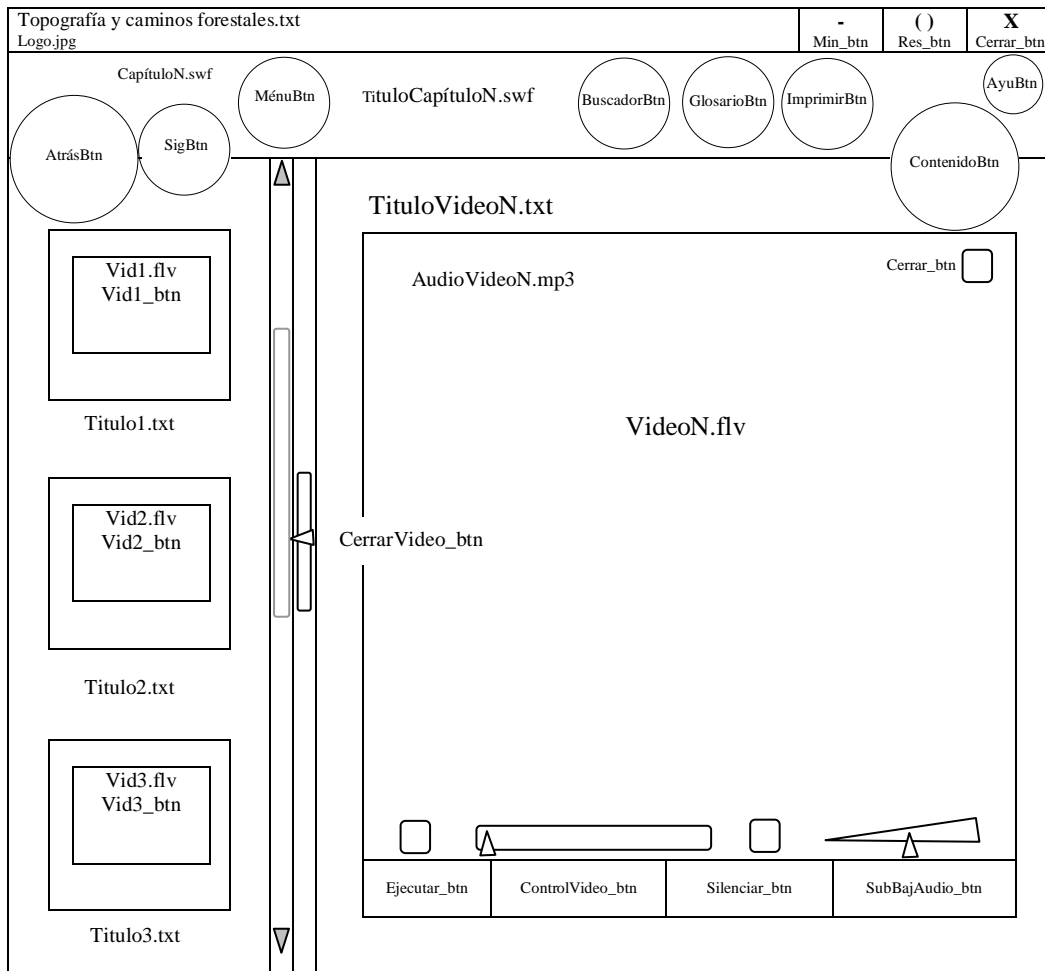 Topografía y caminos forestales.txt
Logo.jpg
-
Min_btn
( )
Res_btn
X
Cerrar_btn
CapítuloN.swf
MénuBtn
TituloCapítuloN.swf
BuscadorBtn
GlosarioBtn
ImprimirBtn
AyuBtn
AtrásBtn
SigBtn
ContenidoBtn
TituloVideoN.txt
Vid1.flv
Vid1_btn
Titulo1.txt
Vid2.flv
Vid2_btn
Titulo2.txt
Vid3.flv
Vid3_btn
Titulo3.txt
AudioVideoN.mp3
Cerrar_btn
VideoN.flv
CerrarVideo_btn
Ejecutar_btn
ControlVideo_btn
Silenciar_btn
SubBajAudio_btn